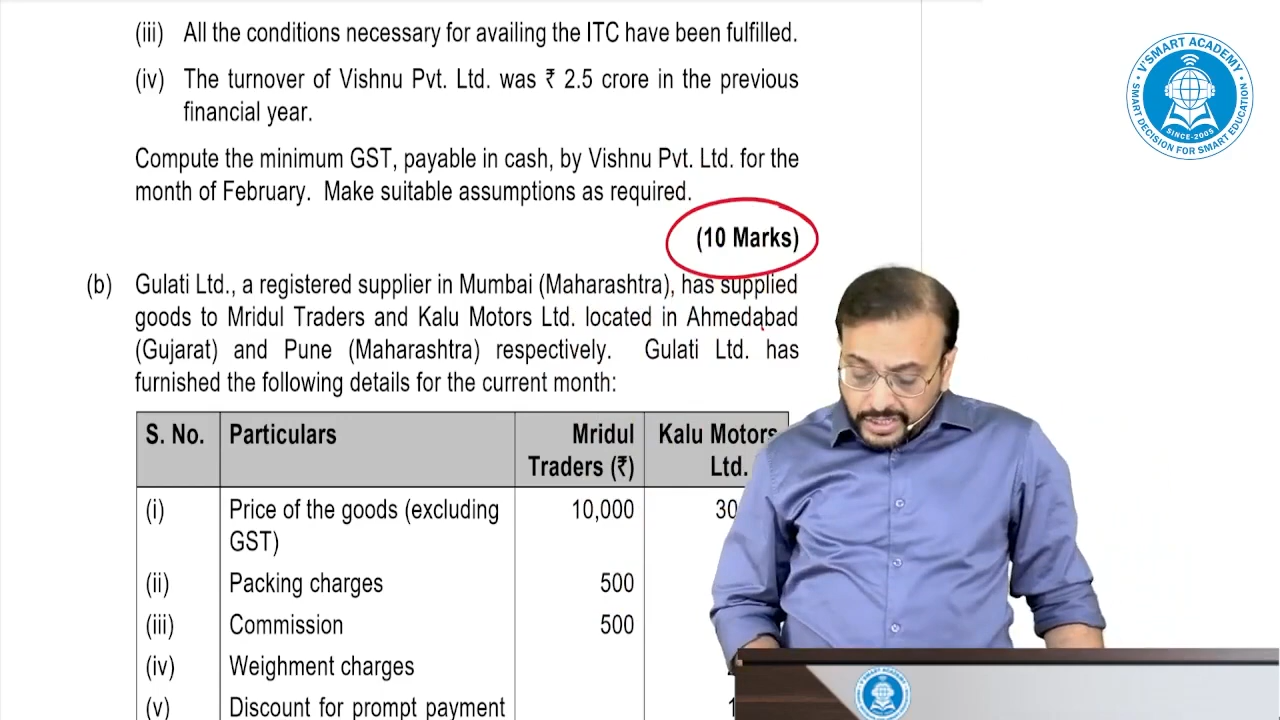 (iii) All the conditions necessary for availing the ITC have been fulfilled.
(iv) The turnover of Vishnu Pvt. Ltd. was ₹ 2.5 crore in the previous
financial year.
Compute the minimum GST, payable in cash, by Vishnu Pvt. Ltd. for the
month of February. Make suitable assumptions as required.
(10 Marks)
(b) Gulati Ltd., a registered supplier in Mumbai (Maharashtra), has supplied
goods to Mridul Traders and Kalu Motors Ltd. located in Ahmedabad
(Gujarat) and Pune (Maharashtra) respectively. Gulati Ltd. has
furnished the following details for the current month:
S. No. Particulars Mridul Kalu Motors
Traders (₹) Ltd.
(i) Price of the goods (excluding 10,000 30
GST)
(ii) Packing charges 500
(iii) Commission 500
(iv) Weighment charges
(v) Discount for prompt payment 1
V'SMART ACADEMY
SMART DECISION FOR SMART EDUCATION
SINCE-2005